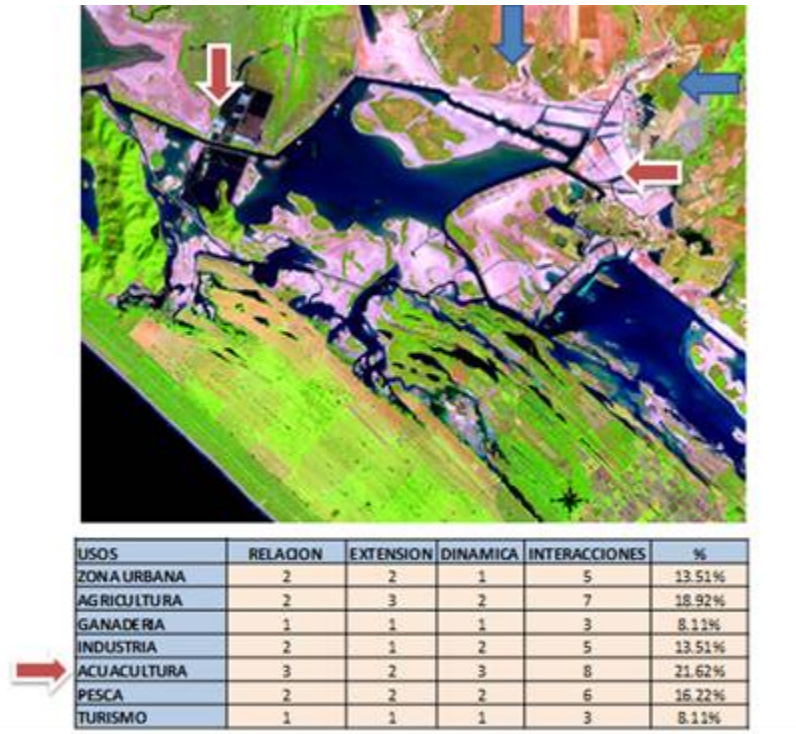 USOS RELACION EXTENSION DINAMICA INTERACCIONES %
ZONA URBANA 2 2 1 5 13.51%
AGRICULTURA 2 3 2 7 18.92%
GANADERIA 1 1 1 3 8.11%
INDUSTRIA 2 1 2 5 13.51%
ACUACULTURA 3 2 3 8 21.62%
PESCA 2 2 2 6 16.22%
TURISMO 1 1 1 3 8.11%